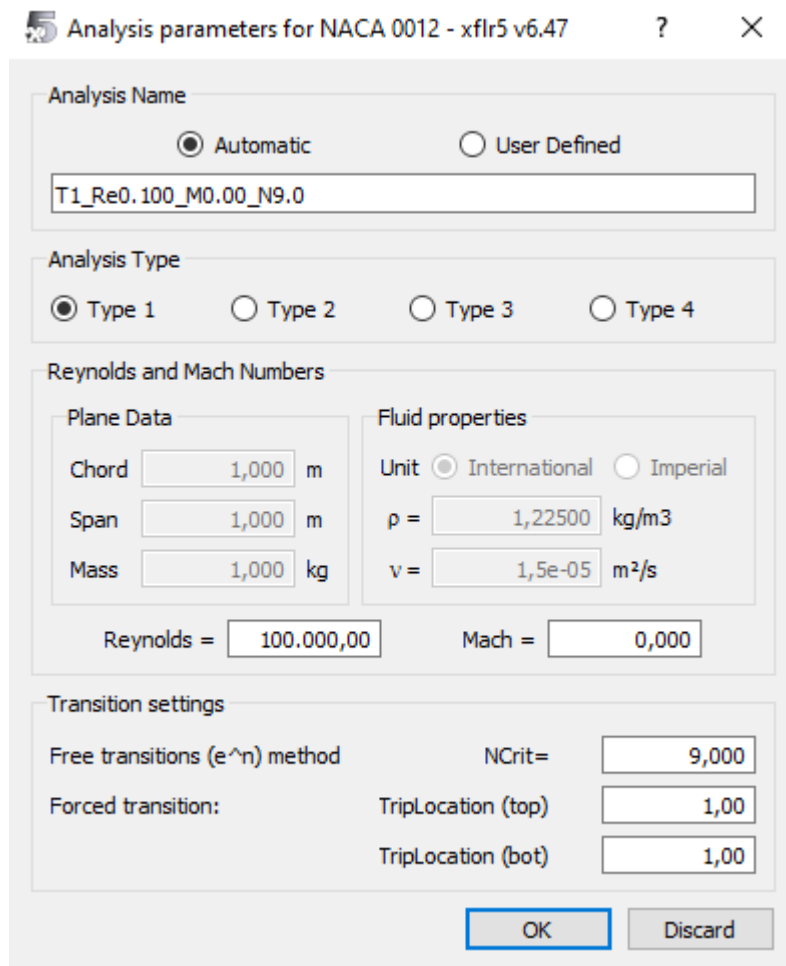 Analysis parameters for NACA 0012 - xflr5 v6.47 ? ×
Analysis Name
Automatic User Defined
T1_Re0.100_M0.00_N9.0
Analysis Type
Type 1 Type 2 Type 3 Type 4
Reynolds and Mach Numbers
Plane Data
Chord 1,000 m
Span 1,000 m
Mass 1,000 kg
Fluid properties
Unit International Imperial
ρ = 1,22500 kg/m3
ν = 1,5e-05 m²/s
Reynolds = 100.000,00 Mach = 0,000
Transition settings
Free transitions (e^n) method NCrit= 9,000
Forced transition: TripLocation (top) 1,00
TripLocation (bot) 1,00
OK Discard